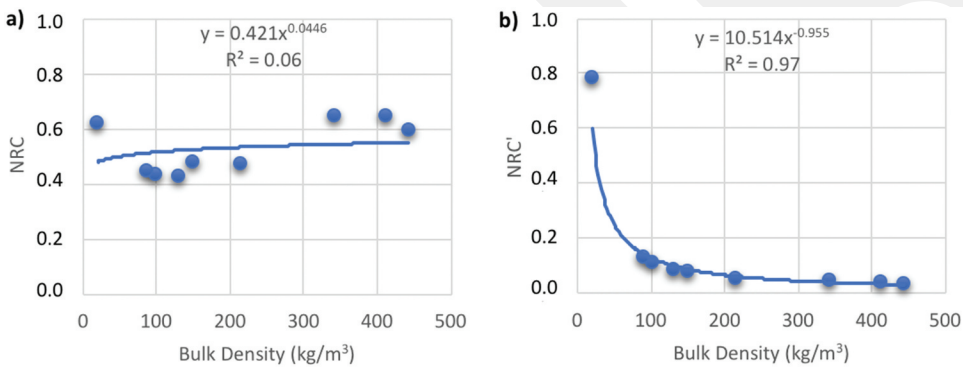 a)
y = 0.421x^0.0446
R² = 0.06
1.0
0.8
0.6
0.4
0.2
0.0
NRC
0 100 200 300 400 500
Bulk Density (kg/m³)
b)
y = 10.514x^-0.955
R² = 0.97
1.0
0.8
0.6
0.4
0.2
0.0
NRC'
0 100 200 300 400 500
Bulk Density (kg/m³)